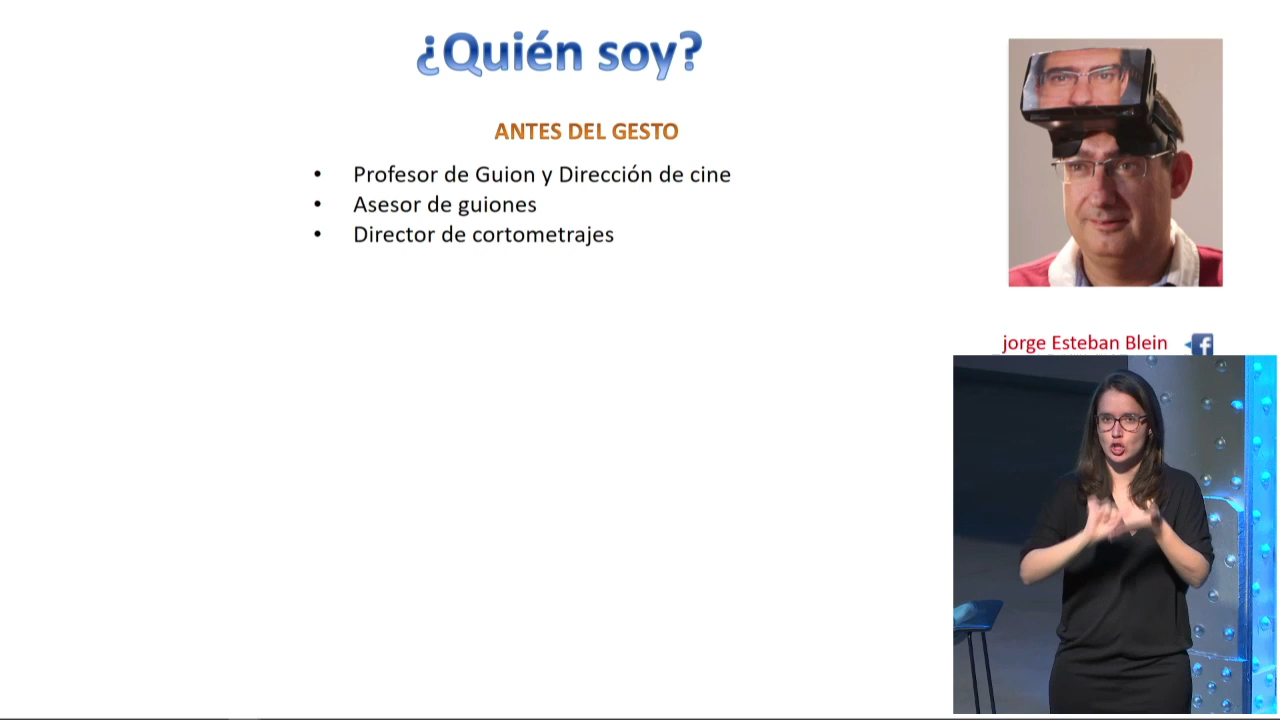 ¿Quién soy?
ANTES DEL GESTO
• Profesor de Guion y Dirección de cine
• Asesor de guiones
• Director de cortometrajes
jorge Esteban Blein